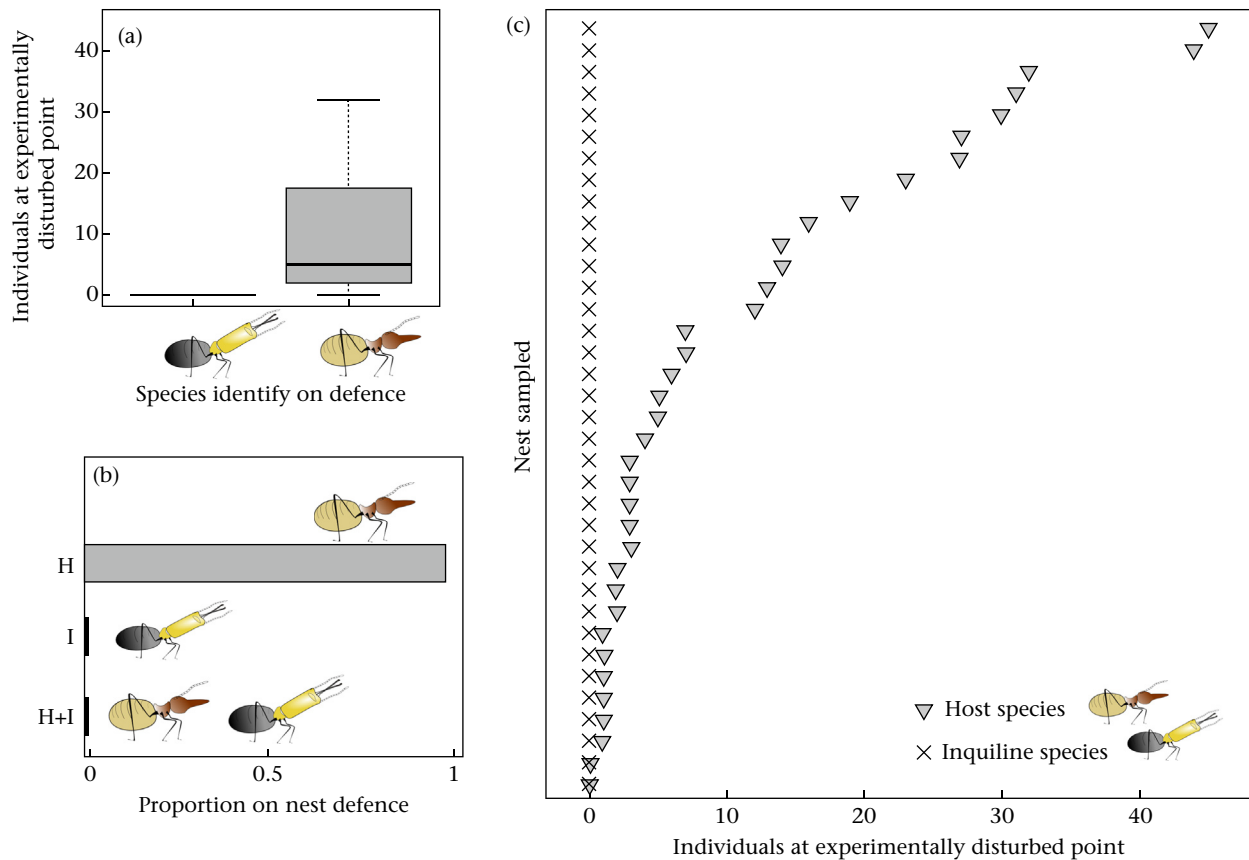 (a)
Individuals at experimentally
disturbed point
40
30
20
10
0
Species identify on defence
(b)
H
I
H+I
0
0.5
1
Proportion on nest defence
(c)
Nest sampled
Host species
Inquiline species
0
10
20
30
40
Individuals at experimentally disturbed point